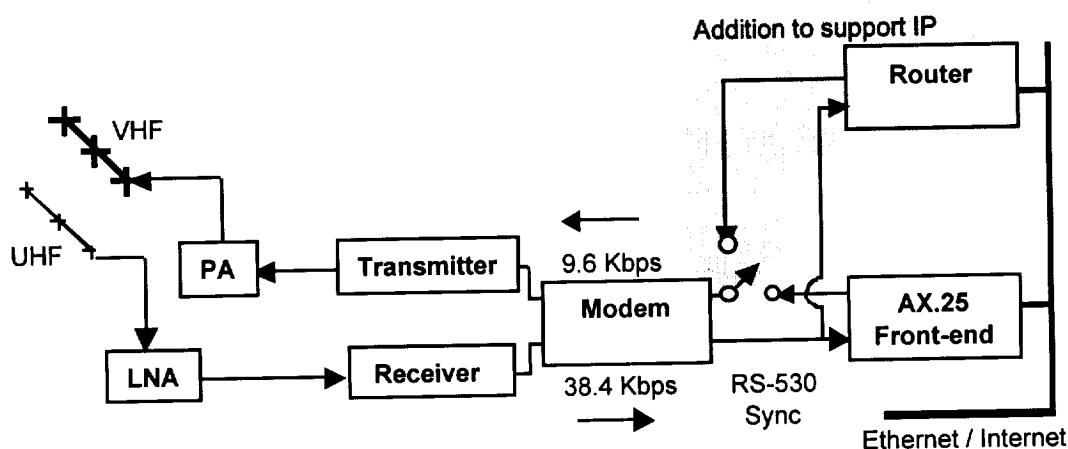 Addition to support IP
Router
VHF
UHF
PA
Transmitter
9.6 Kbps
Modem
AX.25
Front-end
LNA
Receiver
38.4 Kbps
RS-530
Sync
Ethernet / Internet